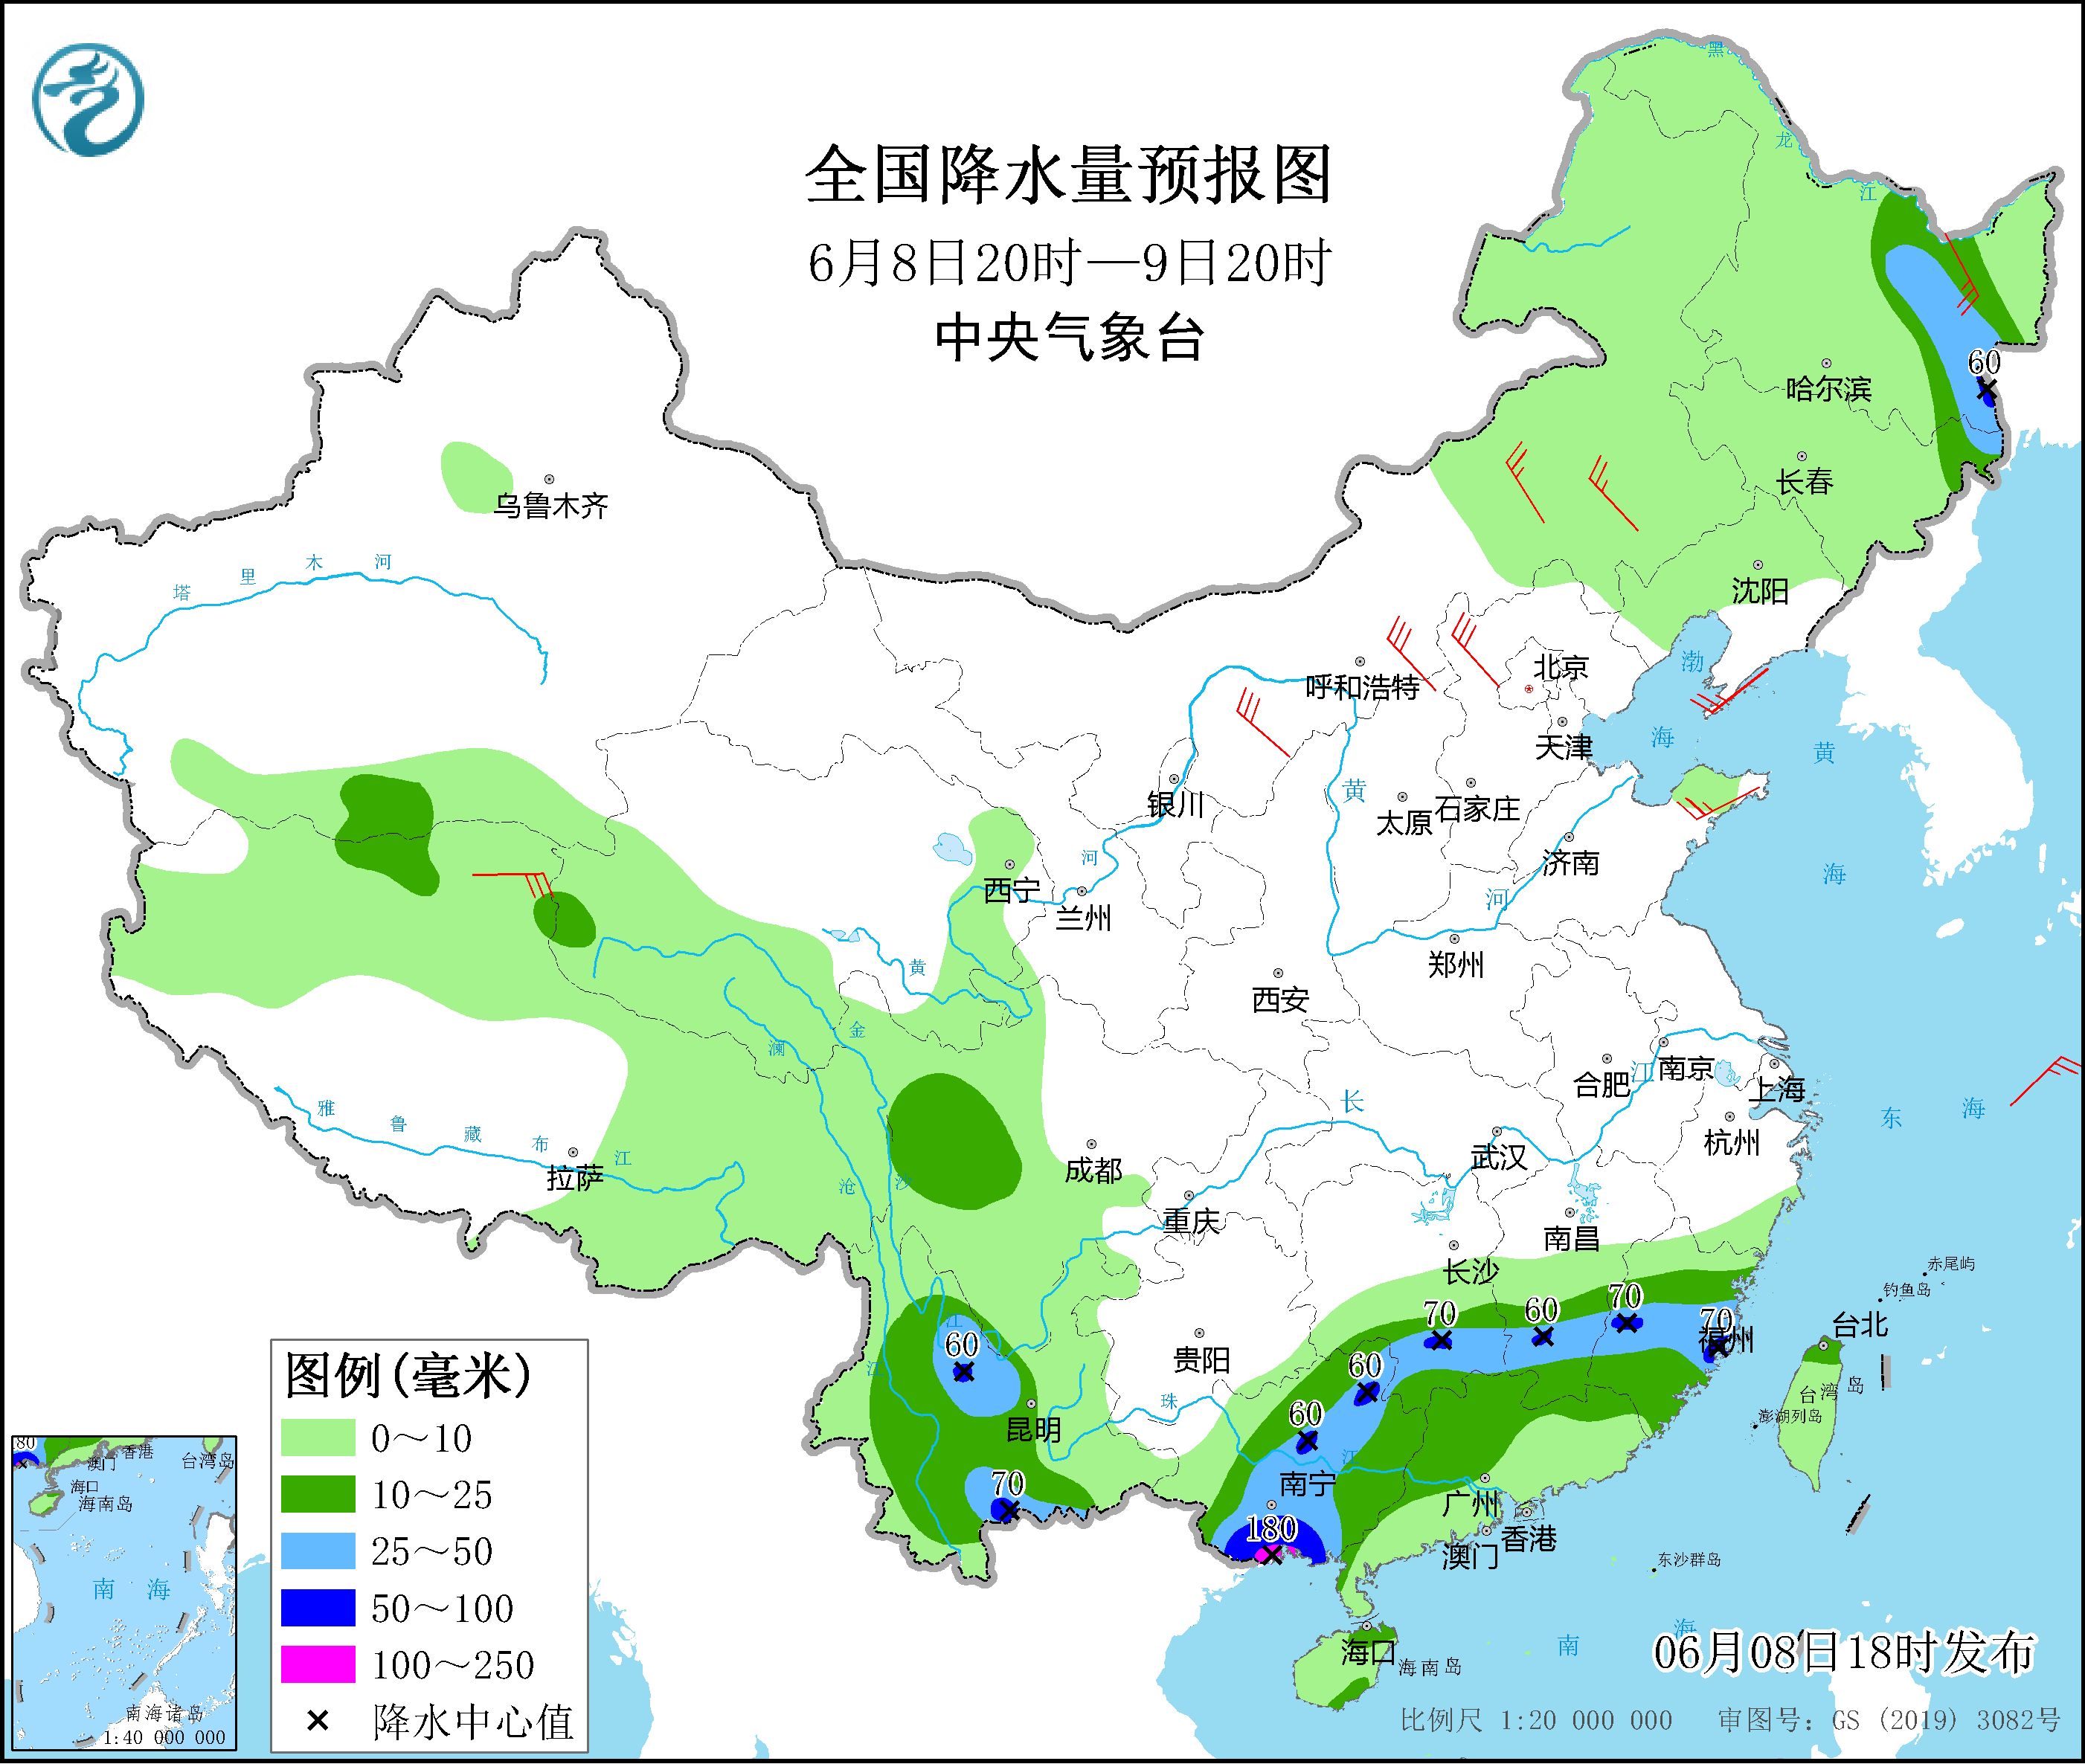 全国降水量预报图
6月8日20时—9日20时
中央气象台
黑
龙
江
60
哈尔滨
长春
沈阳
乌鲁木齐
塔
里
木
河
北京
渤
呼和浩特
天津
海
黄
银川
黄
太原
石家庄
济南
河
西宁
兰州
海
河
郑州
黄
西安
金
澜
南京
合肥
江
上海
雅
鲁
藏
布
江
长
东
海
杭州
武汉
拉萨
成都
沧
沙
重庆
南昌
长沙
赤尾屿
钓鱼岛
70
60
70
70
福州
台北
江
60
贵阳
60
江
台湾岛
澎湖列岛
珠
60
昆明
江
南宁
70
广州
180
香港
澳门
东沙群岛
海口
海南岛
南
海
06月08日18时发布
比例尺 1:20 000 000
审图号：GS (2019) 3082号
图例(毫米)
0～10
10～25
25～50
50～100
100～250
降水中心值
80
香港
澳门
台湾岛
海口
海南岛
南
海
南海诸岛
1:40 000 000